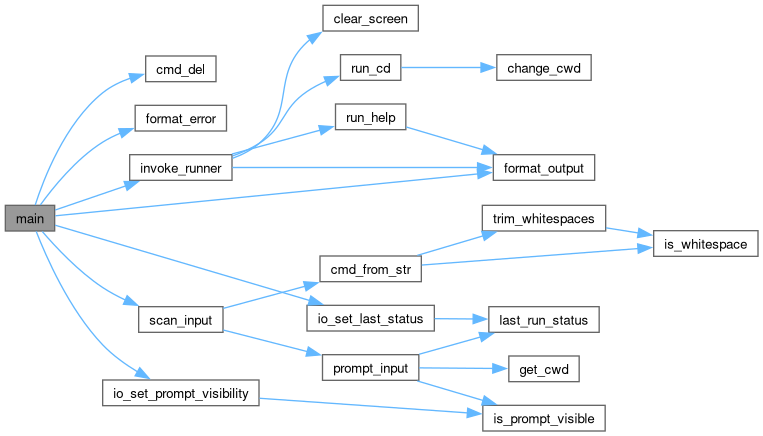 clear_screen
cmd_del
run_cd
change_cwd
format_error
run_help
invoke_runner
format_output
main
trim_whitespaces
is_whitespace
cmd_from_str
scan_input
io_set_last_status
last_run_status
prompt_input
get_cwd
io_set_prompt_visibility
is_prompt_visible